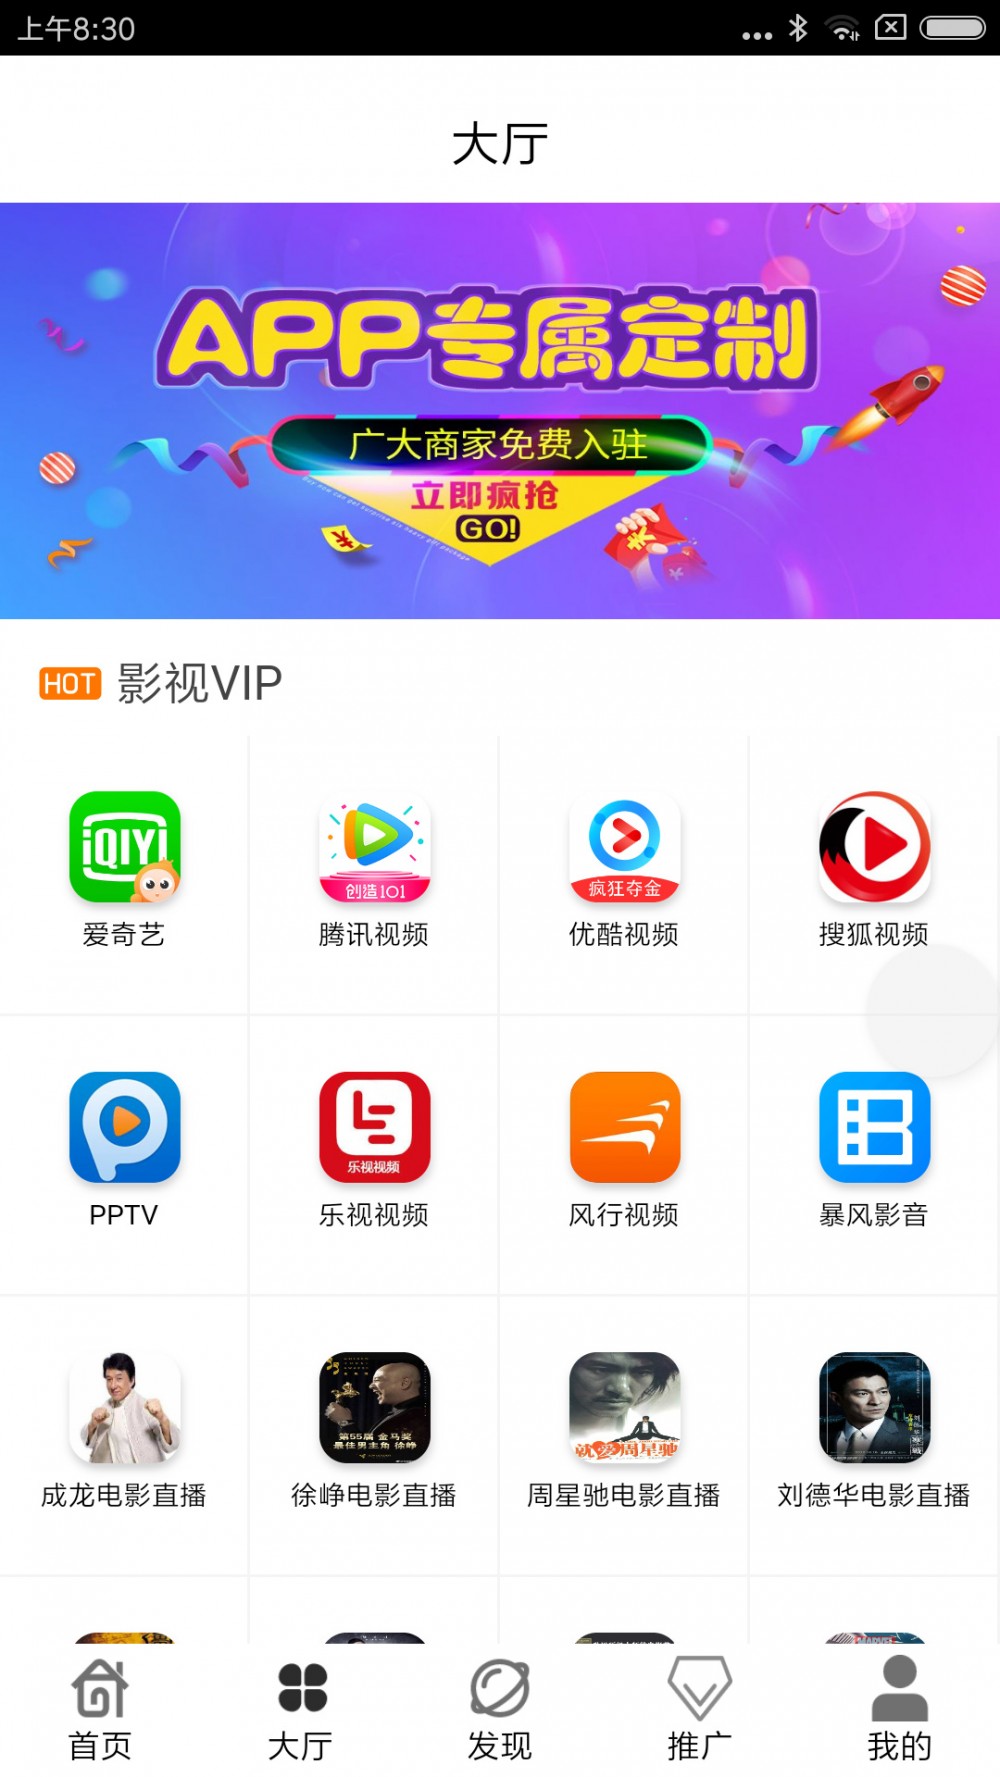 上午8:30
大厅
APP专属定制
广大商家免费入驻
立即疯抢
GO!
HOT 影视VIP
iQIYI
创造101
疯狂夺金
爱奇艺 腾讯视频 优酷视频 搜狐视频
乐视视频
PPTV 乐视视频 风行视频 暴风影音
第55届 金马奖
最佳男主角 徐峥
就爱周星驰
成龙电影直播 徐峥电影直播 周星驰电影直播 刘德华电影直播
MARVEL
首页 大厅 发现 推广 我的